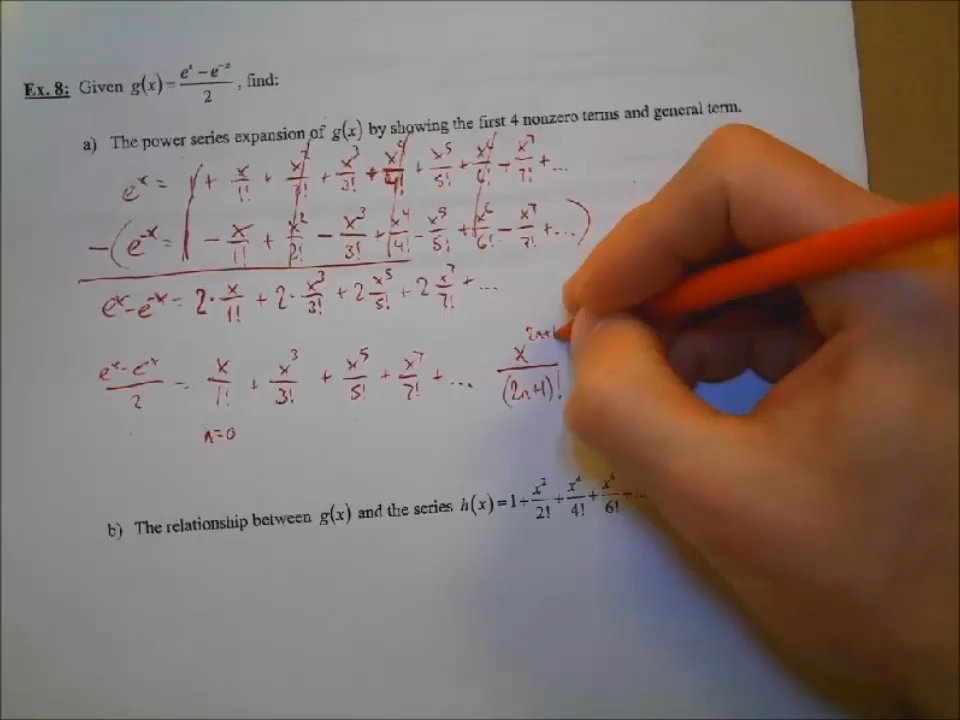 Ex. 8: Given g(x) = (e^x − e^−x)/2, find:
a) The power series expansion of g(x) by showing the first 4 nonzero terms and general term.
e^x = 1 + x/1! + x^2/2! + x^3/3! + x^4/4! + x^5/5! + x^6/6! − x^7/7! + ...
−(e^−x = 1 − x/1! + x^2/2! − x^3/3! + x^4/4! − x^5/5! + x^6/6! − x^7/7! + ...)
e^x − e^−x = 2·x/1! + 2·x^3/3! + 2 x^5/5! + 2 x^7/7! + ...
(e^x − e^−x)/2 = x/1! + x^3/3! + x^5/5! + x^7/7! + ... x^2n+1/(2n+1)!
n=0
b) The relationship between g(x) and the series h(x) = 1 + x^2/2! + x^4/4! + x^6/6! + ...